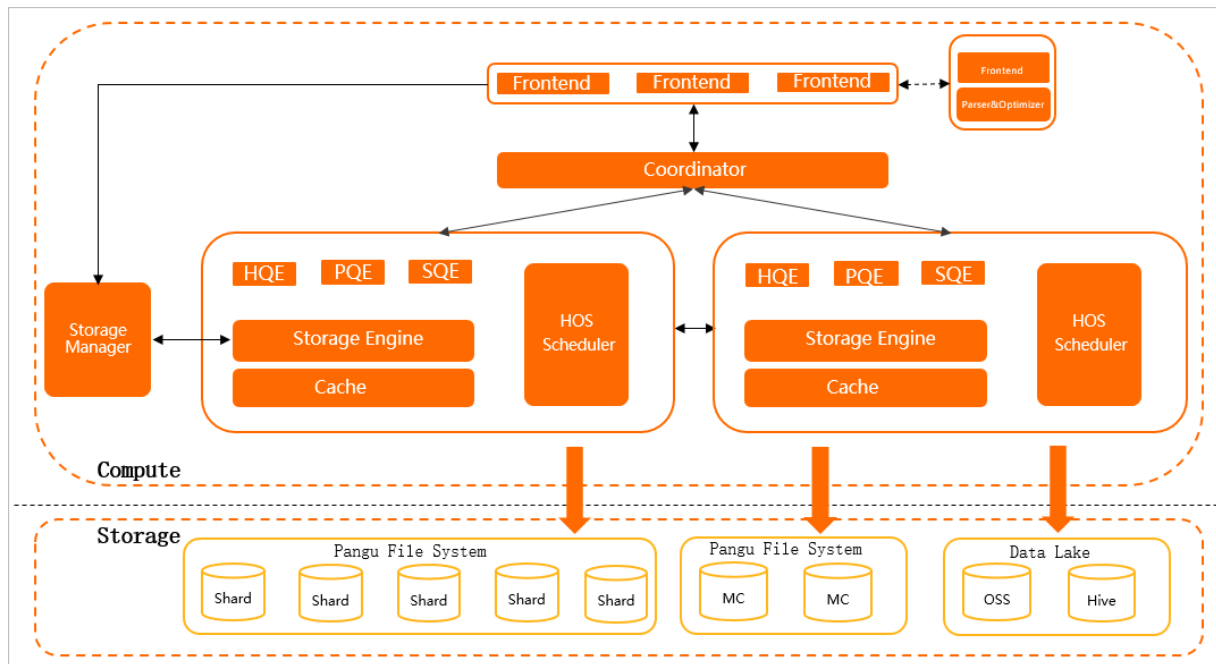 Frontend
Frontend
Frontend
Frontend
Parser&Optimizer
Coordinator
HQE
PQE
SQE
HOS
Scheduler
Storage Engine
Cache
HQE
PQE
SQE
HOS
Scheduler
Storage Engine
Cache
Storage
Manager
Compute
Storage
Pangu File System
Shard
Shard
Shard
Shard
Shard
Pangu File System
MC
MC
Data Lake
OSS
Hive